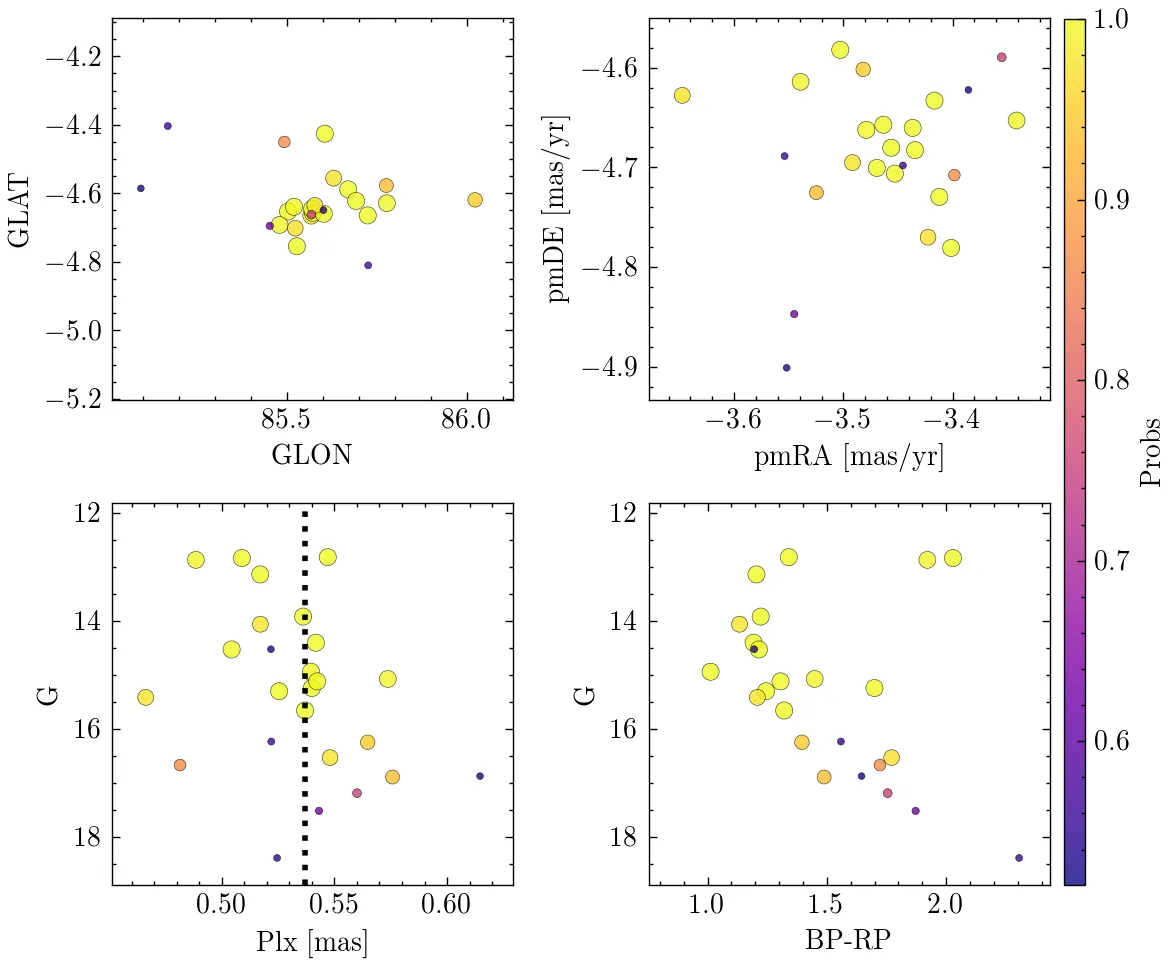 −4.2
−4.4
−4.6
−4.8
−5.0
−5.2
GLAT
85.5 86.0
GLON
−4.6
−4.7
−4.8
−4.9
pmDE [mas/yr]
−3.6 −3.5 −3.4
pmRA [mas/yr]
1.0
0.9
0.8
0.7
0.6
Probs
12
14
16
18
G
0.50 0.55 0.60
Plx [mas]
12
14
16
18
G
1.0 1.5 2.0
BP-RP